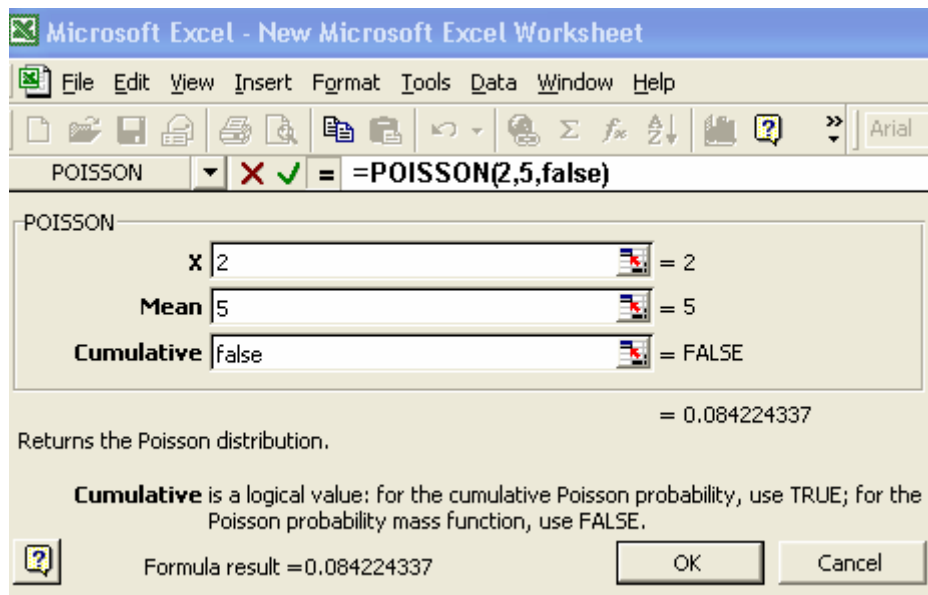 Microsoft Excel - New Microsoft Excel Worksheet
File Edit View Insert Format Tools Data Window Help
Arial
POISSON = =POISSON(2,5,false)
POISSON
X 2 = 2
Mean 5 = 5
Cumulative false = FALSE
= 0.084224337
Returns the Poisson distribution.
Cumulative is a logical value: for the cumulative Poisson probability, use TRUE; for the
Poisson probability mass function, use FALSE.
Formula result =0.084224337 OK Cancel